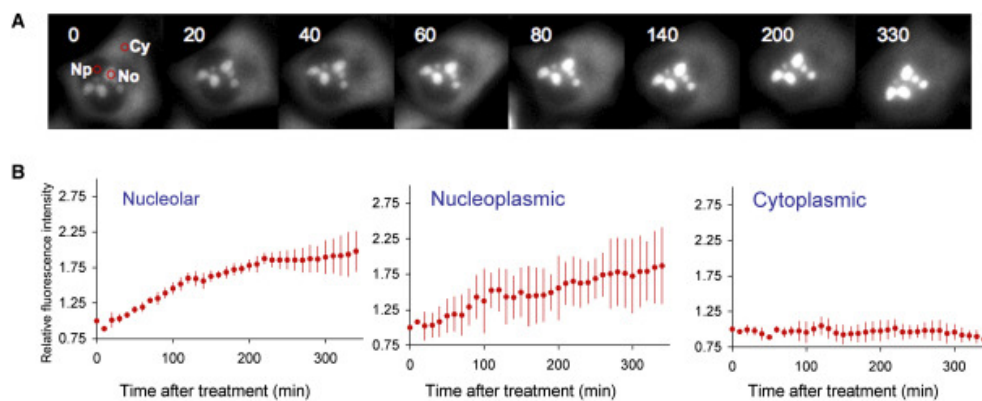 A
0 20 40 60 80 140 200 330
Cy
Np No
B
Relative fluorescence intensity
2.75
2.25
1.75
1.25
0.75
Nucleolar
0 100 200 300
Time after treatment (min)
2.75
2.25
1.75
1.25
0.75
Nucleoplasmic
0 100 200 300
Time after treatment (min)
2.75
2.25
1.75
1.25
0.75
Cytoplasmic
0 100 200 300
Time after treatment (min)